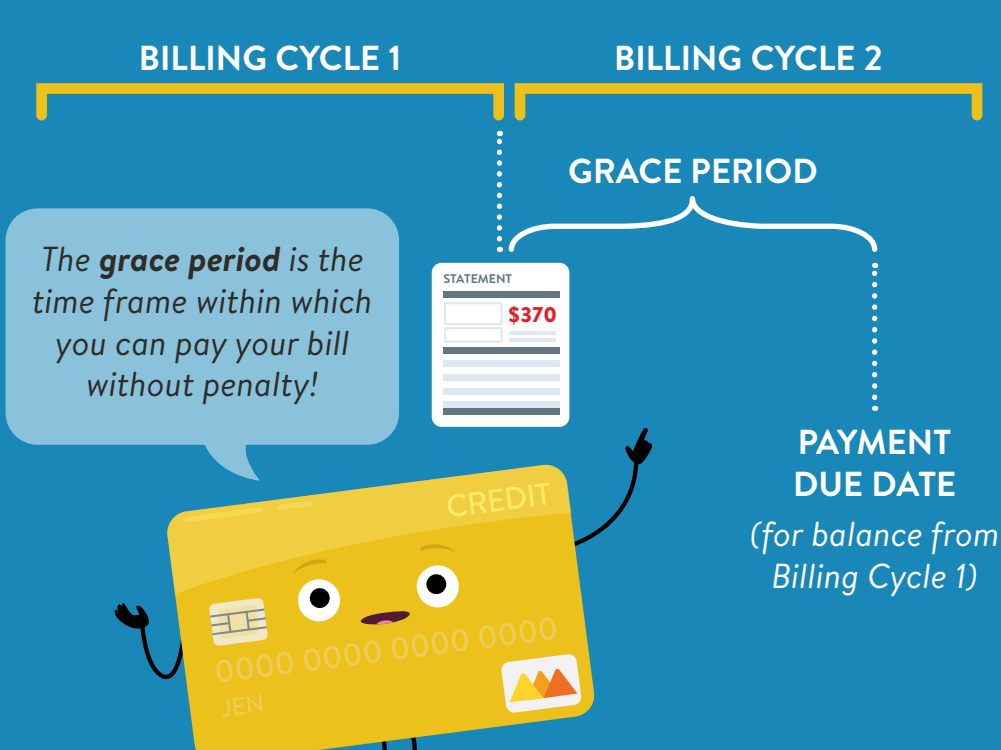 BILLING CYCLE 1
BILLING CYCLE 2
GRACE PERIOD
The grace period is the
time frame within which
you can pay your bill
without penalty!
STATEMENT
$370
PAYMENT
DUE DATE
(for balance from
Billing Cycle 1)
CREDIT
0000 0000 0000 0000
JEN